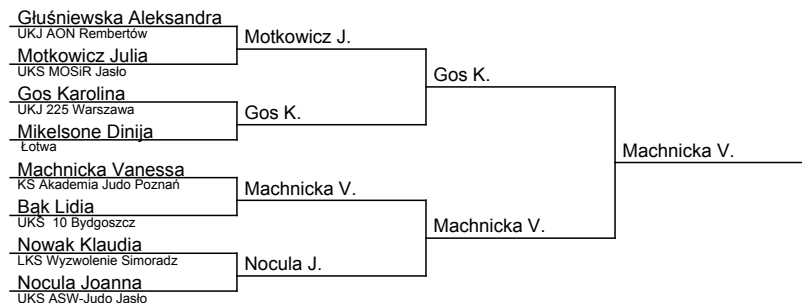 Głuśniewska Aleksandra
UKJ AON Rembertów
Motkowicz J.
Motkowicz Julia
UKS MOSiR Jasło
Gos K.
Gos Karolina
UKJ 225 Warszawa
Gos K.
Mikelsone Dinija
Łotwa
Machnicka V.
Machnicka Vanessa
KS Akademia Judo Poznań
Machnicka V.
Bąk Lidia
UKS 10 Bydgoszcz
Machnicka V.
Nowak Klaudia
LKS Wyzwolenie Simoradz
Nocula J.
Nocula Joanna
UKS ASW-Judo Jasło